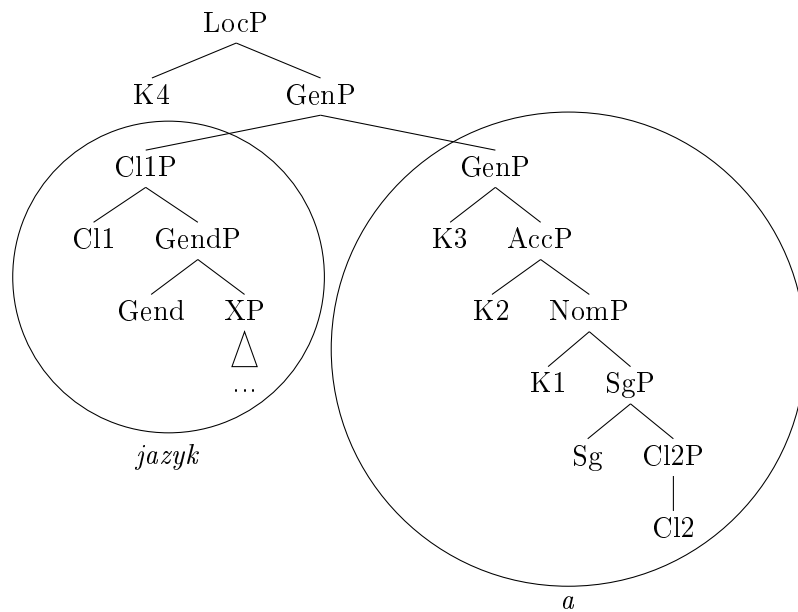 LocP
K4 GenP
Cl1P GenP
Cl1 GendP K3 AccP
Gend XP K2 NomP
... K1 SgP
jazyk Sg Cl2P
Cl2
a